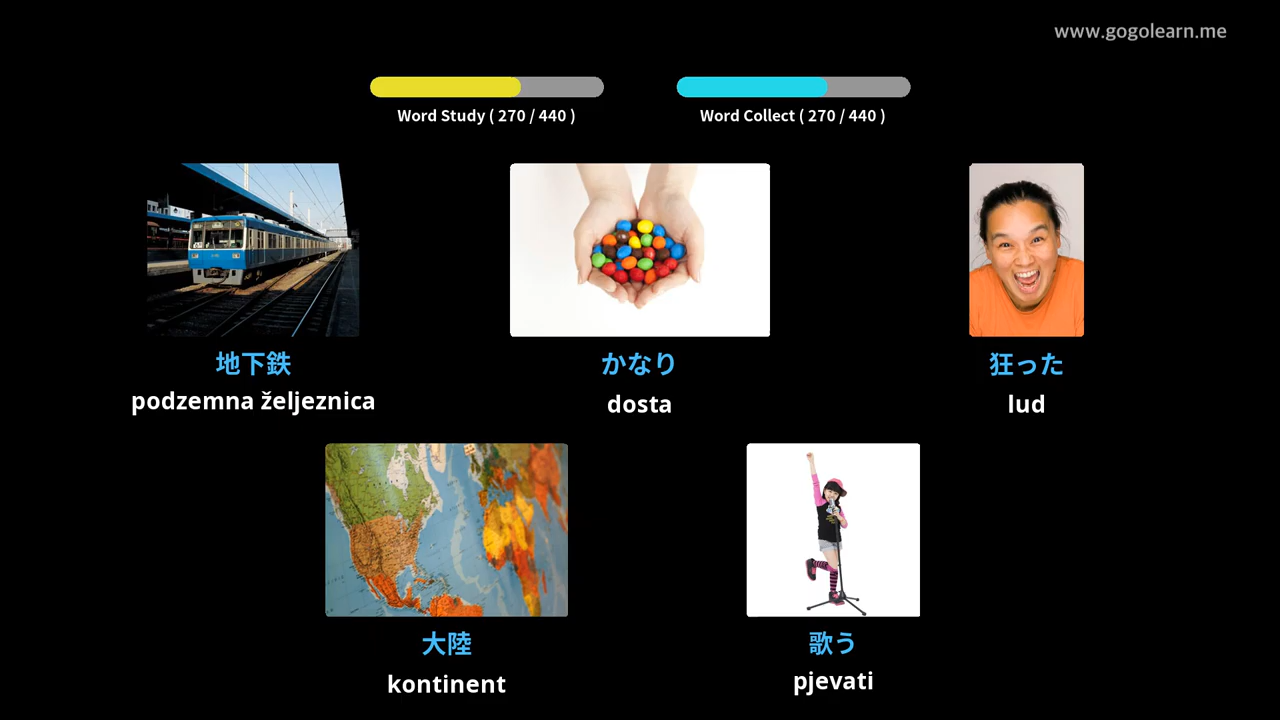 www.gogolearn.me
Word Study ( 270 / 440 )
Word Collect ( 270 / 440 )
地下鉄
podzemna željeznica
かなり
dosta
狂った
lud
大陸
kontinent
歌う
pjevati